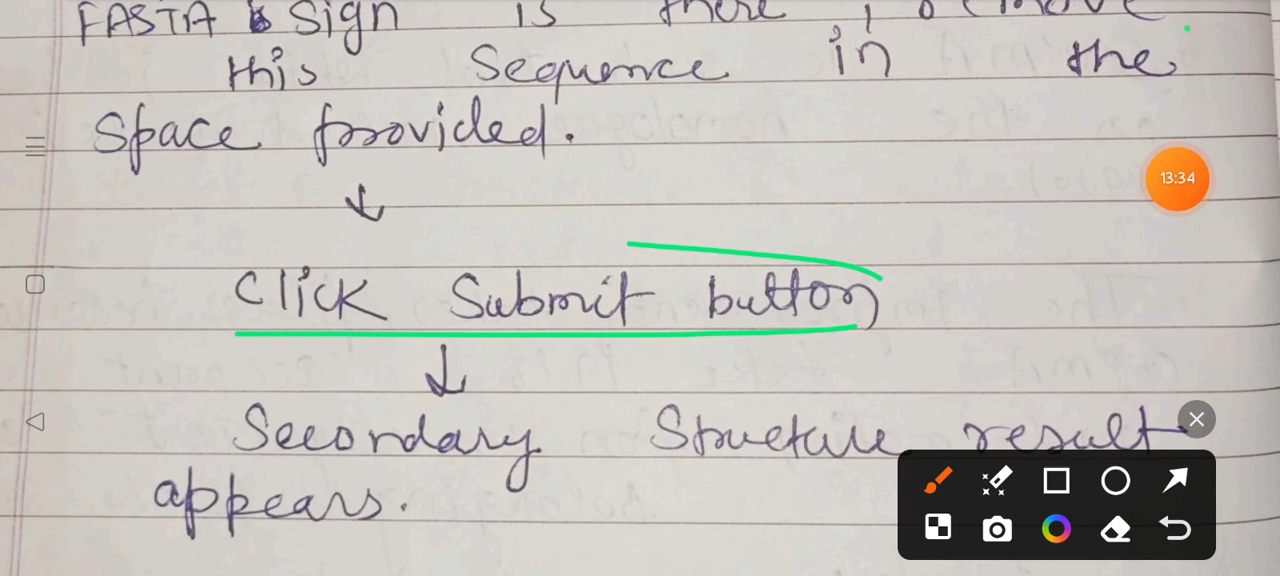 FASTA Sign is there, remove
this Sequence in the
Space provided.
↓
Click Submit button
↓
Secondary Structure result
appears.
13:34